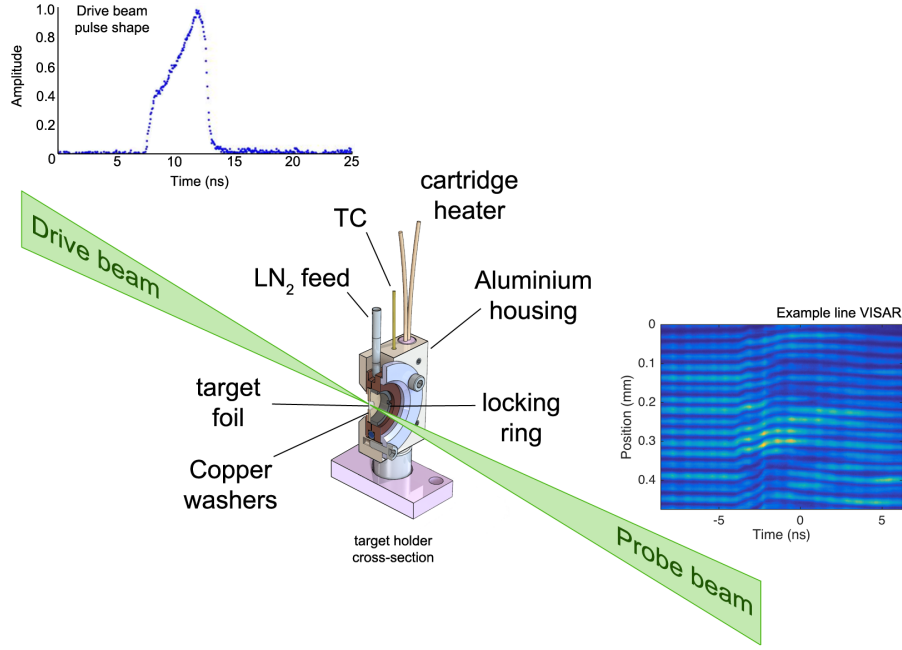 Drive beam
pulse shape
1.0
0.8
0.6
0.4
0.2
0
Amplitude
5
10
15
20
25
Time (ns)
Drive beam
cartridge
heater
TC
LN2 feed
Aluminium
housing
target
foil
locking
ring
Copper
washers
target holder
cross-section
Probe beam
Example line VISAR
0
0.1
0.2
0.3
0.4
Position (mm)
-5
0
5
Time (ns)